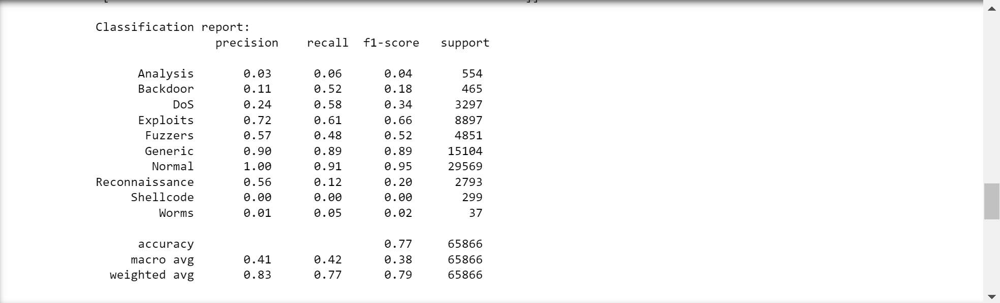 Classification report:
precision recall f1-score support
Analysis 0.03 0.06 0.04 554
Backdoor 0.11 0.52 0.18 465
DoS 0.24 0.58 0.34 3297
Exploits 0.72 0.61 0.66 8897
Fuzzers 0.57 0.48 0.52 4851
Generic 0.90 0.89 0.89 15104
Normal 1.00 0.91 0.95 29569
Reconnaissance 0.56 0.12 0.20 2793
Shellcode 0.00 0.00 0.00 299
Worms 0.01 0.05 0.02 37
accuracy 0.77 65866
macro avg 0.41 0.42 0.38 65866
weighted avg 0.83 0.77 0.79 65866